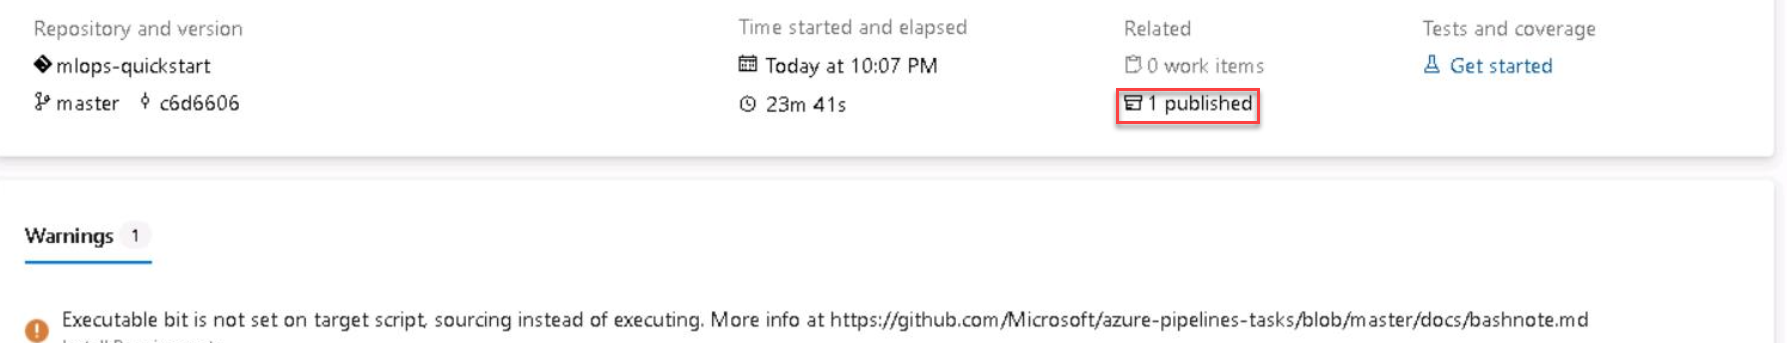 Repository and version
mlops-quickstart
master c6d6606
Time started and elapsed
Today at 10:07 PM
23m 41s
Related
0 work items
1 published
Tests and coverage
Get started
Warnings 1
Executable bit is not set on target script, sourcing instead of executing. More info at https://github.com/Microsoft/azure-pipelines-tasks/blob/master/docs/bashnote.md